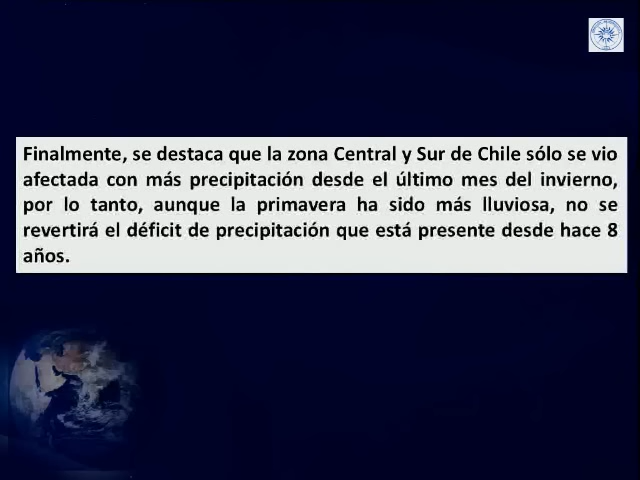 Finalmente, se destaca que la zona Central y Sur de Chile sólo se vio
afectada con más precipitación desde el último mes del invierno,
por lo tanto, aunque la primavera ha sido más lluviosa, no se
revertirá el déficit de precipitación que está presente desde hace 8
años.